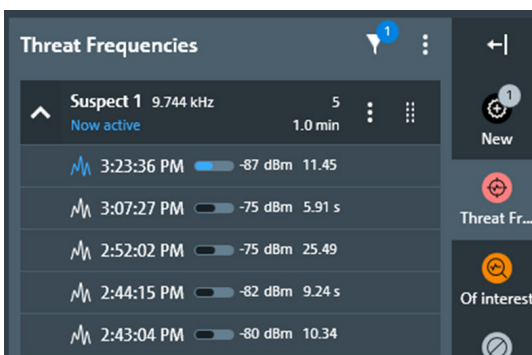 Threat Frequencies 1
Suspect 1 9.744 kHz 5
Now active 1.0 min
3:23:36 PM -87 dBm 11.45
3:07:27 PM -75 dBm 5.91 s
2:52:02 PM -75 dBm 25.49
2:44:15 PM -82 dBm 9.24 s
2:43:04 PM -80 dBm 10.34
1
New
Threat Fr...
Of interest